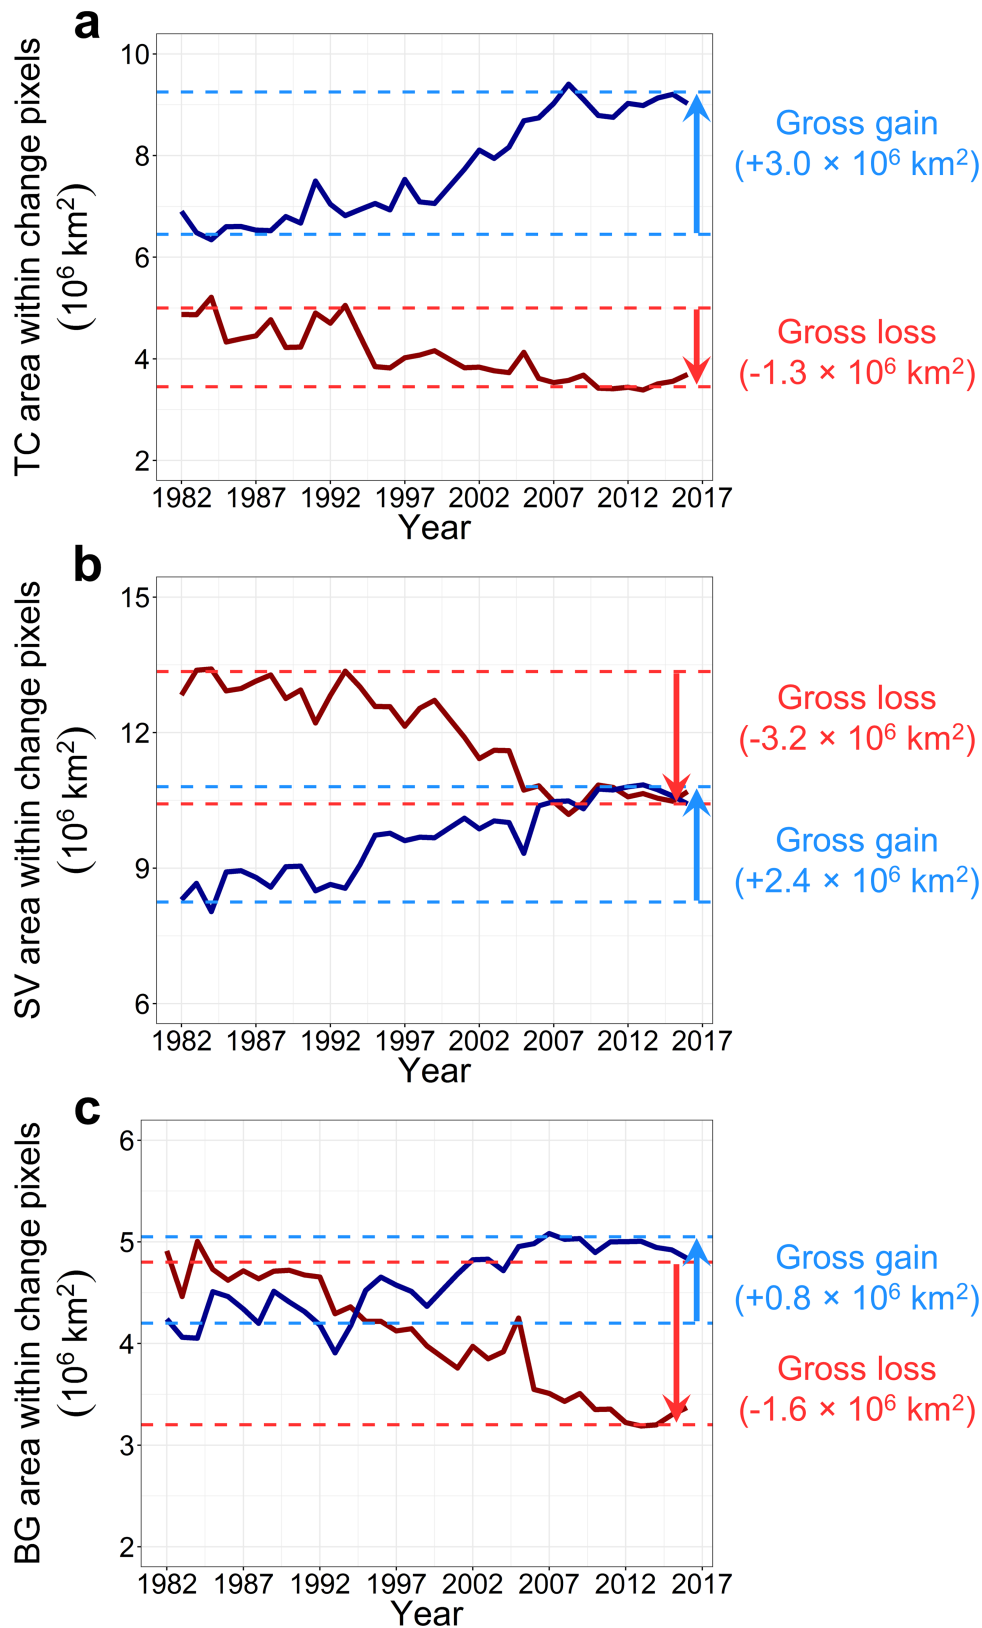 a
TC area within change pixels
(10⁶ km²)
10
8
6
4
2
1982 1987 1992 1997 2002 2007 2012 2017
Year
Gross gain
(+3.0 × 10⁶ km²)
Gross loss
(-1.3 × 10⁶ km²)
b
SV area within change pixels
(10⁶ km²)
15
12
9
6
1982 1987 1992 1997 2002 2007 2012 2017
Year
Gross loss
(-3.2 × 10⁶ km²)
Gross gain
(+2.4 × 10⁶ km²)
c
BG area within change pixels
(10⁶ km²)
6
5
4
3
2
1982 1987 1992 1997 2002 2007 2012 2017
Year
Gross gain
(+0.8 × 10⁶ km²)
Gross loss
(-1.6 × 10⁶ km²)